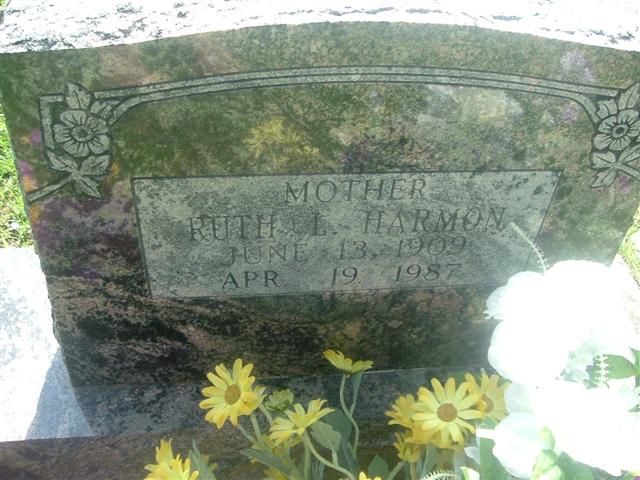 MOTHER
RUTH L. HARMON
JUNE 13, 1909
APR. 19, 1987